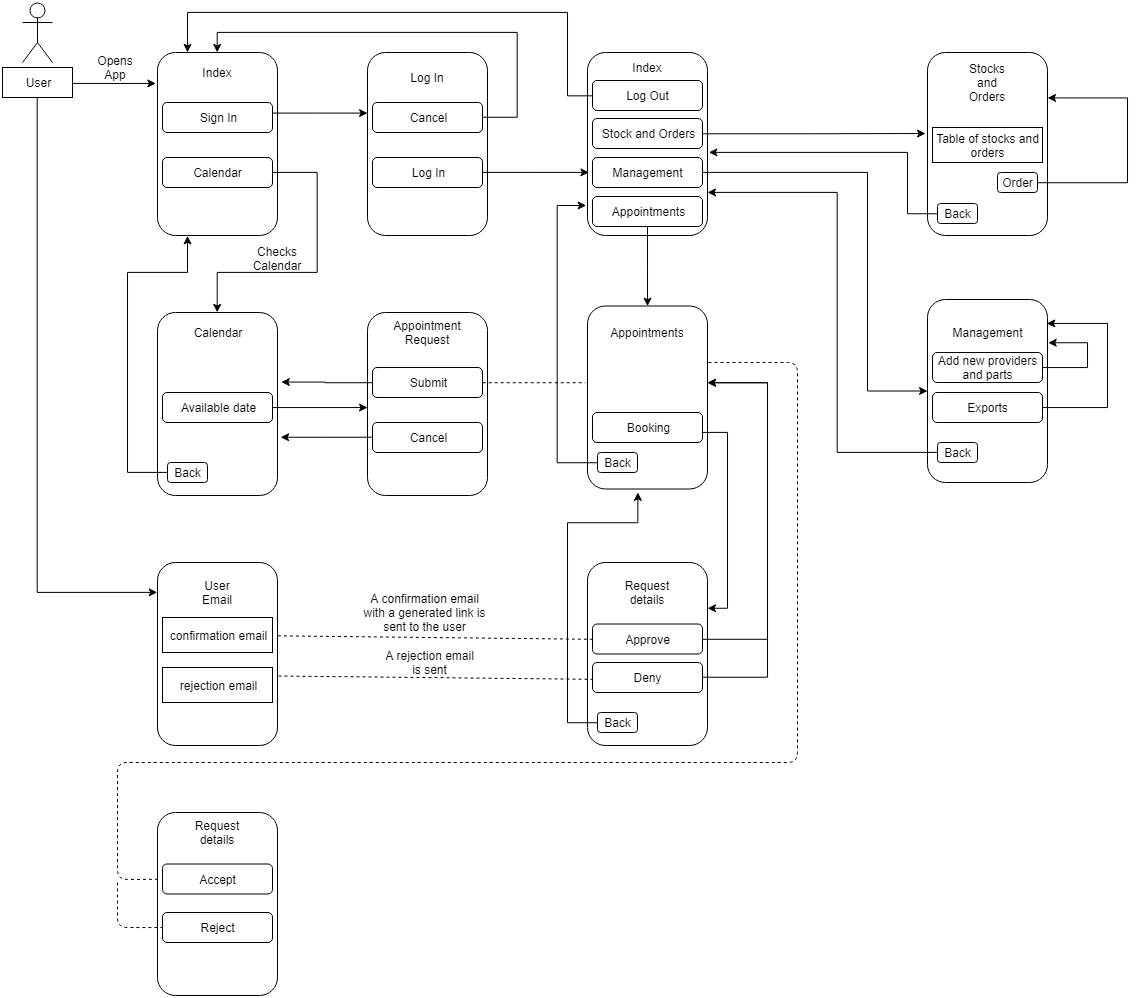 User
Opens
App
Index
Sign In
Calendar
Log In
Cancel
Log In
Index
Log Out
Stock and Orders
Management
Appointments
Stocks
and
Orders
Table of stocks and
orders
Order
Back
Checks
Calendar
Calendar
Available date
Back
Appointment
Request
Submit
Cancel
Appointments
Booking
Back
Management
Add new providers
and parts
Exports
Back
User
Email
confirmation email
rejection email
A confirmation email
with a generated link is
sent to the user
A rejection email
is sent
Request
details
Approve
Deny
Back
Request
details
Accept
Reject